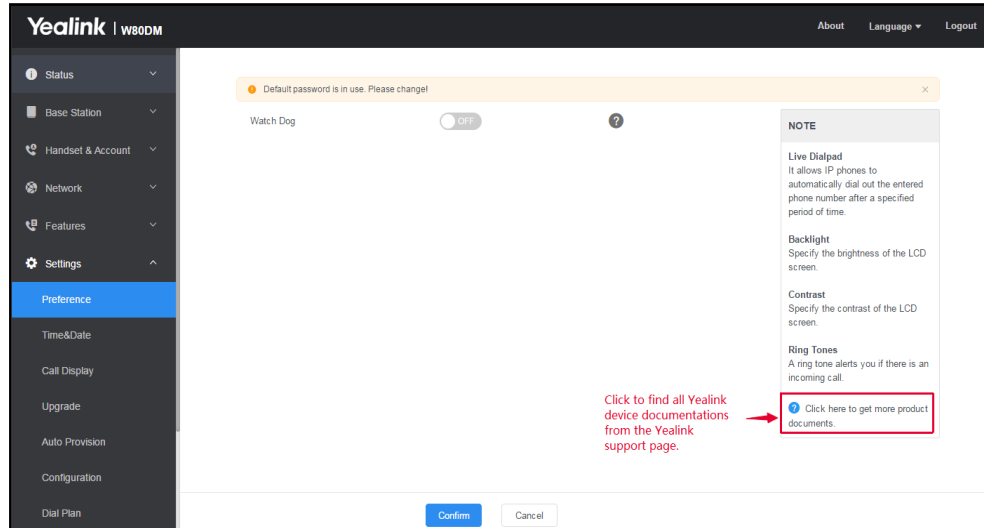 Yealink | W80DM
About Language Logout
Status
Base Station
Handset & Account
Network
Features
Settings
Preference
Time&Date
Call Display
Upgrade
Auto Provision
Configuration
Dial Plan
Default password is in use. Please change!
Watch Dog OFF
NOTE
Live Dialpad
It allows IP phones to
automatically dial out the entered
phone number after a specified
period of time.
Backlight
Specify the brightness of the LCD
screen.
Contrast
Specify the contrast of the LCD
screen.
Ring Tones
A ring tone alerts you if there is an
incoming call.
Click here to get more product
documents.
Click to find all Yealink
device documentations
from the Yealink
support page.
Confirm Cancel